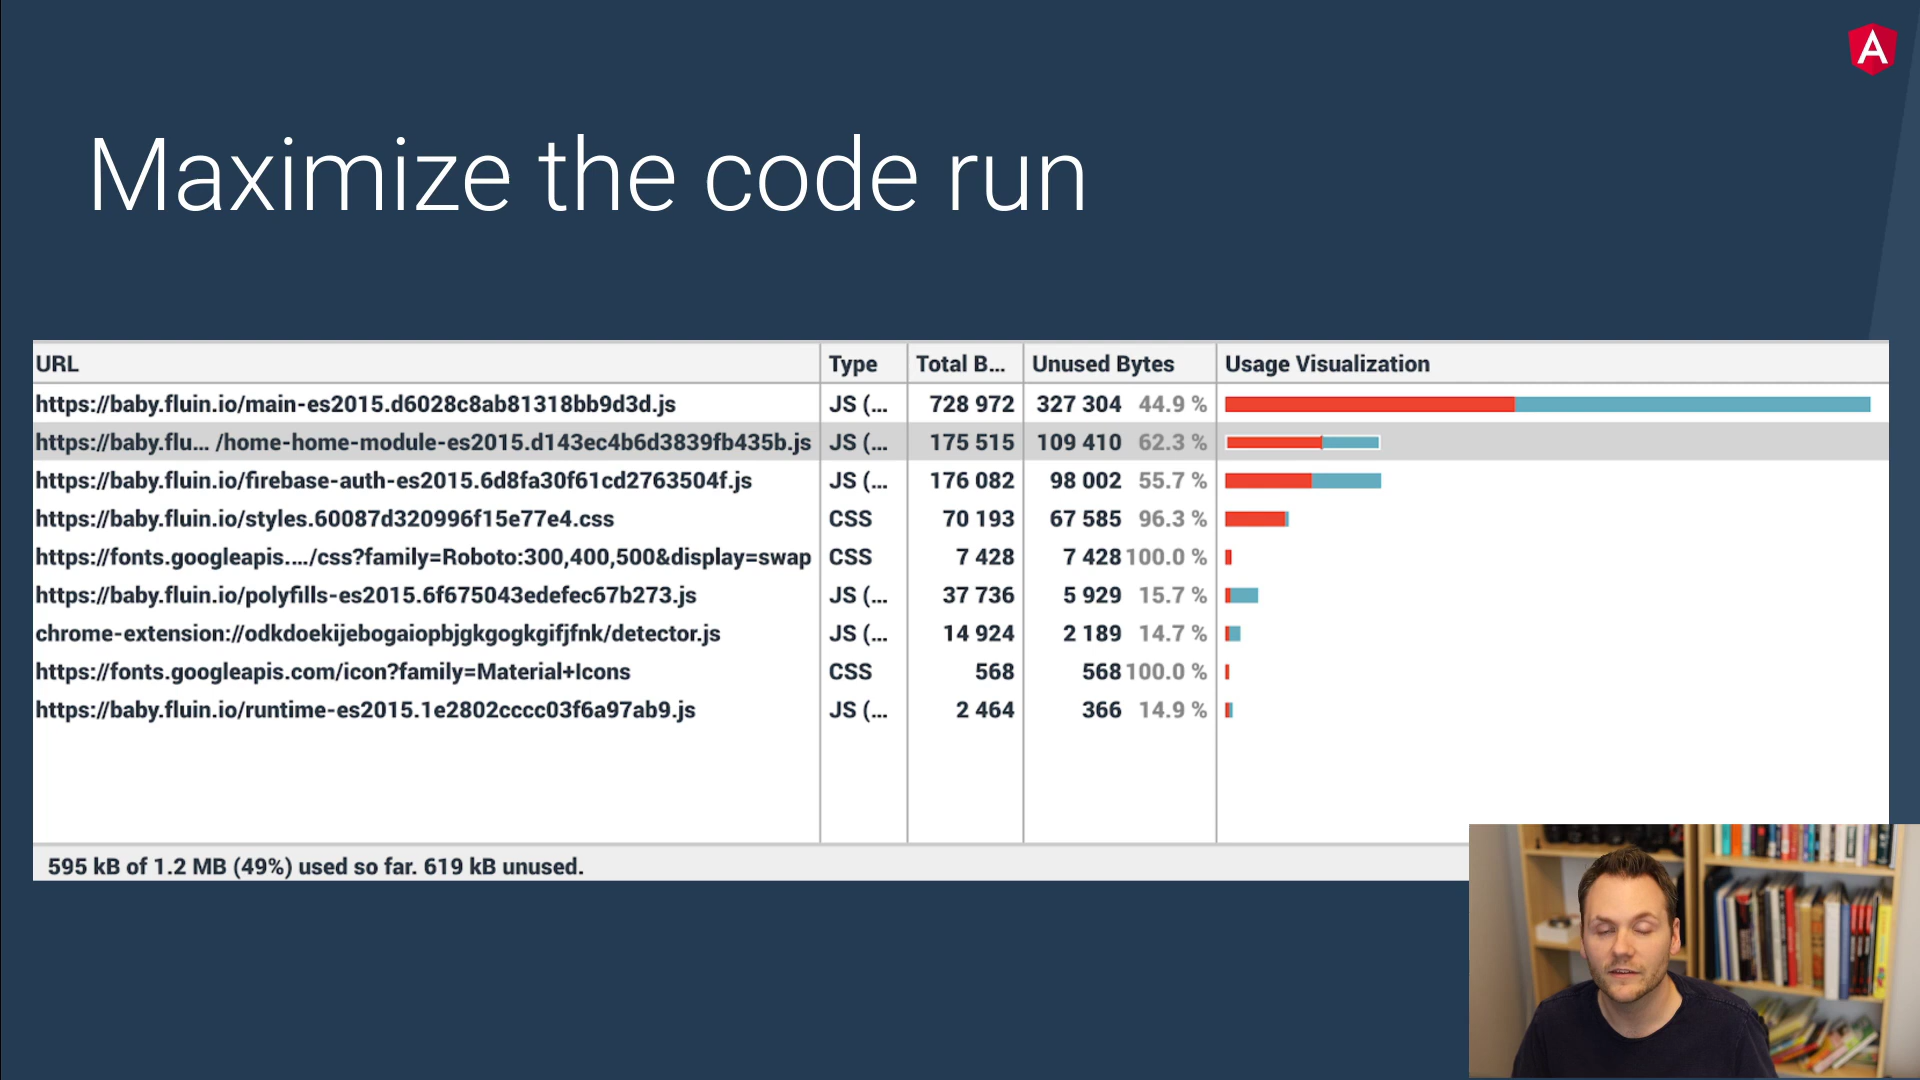 Maximize the code run
URL Type Total B... Unused Bytes Usage Visualization
https://baby.fluin.io/main-es2015.d6028c8ab81318bb9d3d.js JS (... 728 972 327 304 44.9 %
https://baby.flu... /home-home-module-es2015.d143ec4b6d3839fb435b.js JS (... 175 515 109 410 62.3 %
https://baby.fluin.io/firebase-auth-es2015.6d8fa30f61cd2763504f.js JS (... 176 082 98 002 55.7 %
https://baby.fluin.io/styles.60087d320996f15e77e4.css CSS 70 193 67 585 96.3 %
https://fonts.googleapis..../css?family=Roboto:300,400,500&display=swap CSS 7 428 7 428 100.0 %
https://baby.fluin.io/polyfills-es2015.6f675043edefec67b273.js JS (... 37 736 5 929 15.7 %
chrome-extension://odkdoekijebogaiopbjgkgogkgifjfnk/detector.js JS (... 14 924 2 189 14.7 %
https://fonts.googleapis.com/icon?family=Material+Icons CSS 568 568 100.0 %
https://baby.fluin.io/runtime-es2015.1e2802cccc03f6a97ab9.js JS (... 2 464 366 14.9 %
595 kB of 1.2 MB (49%) used so far. 619 kB unused.